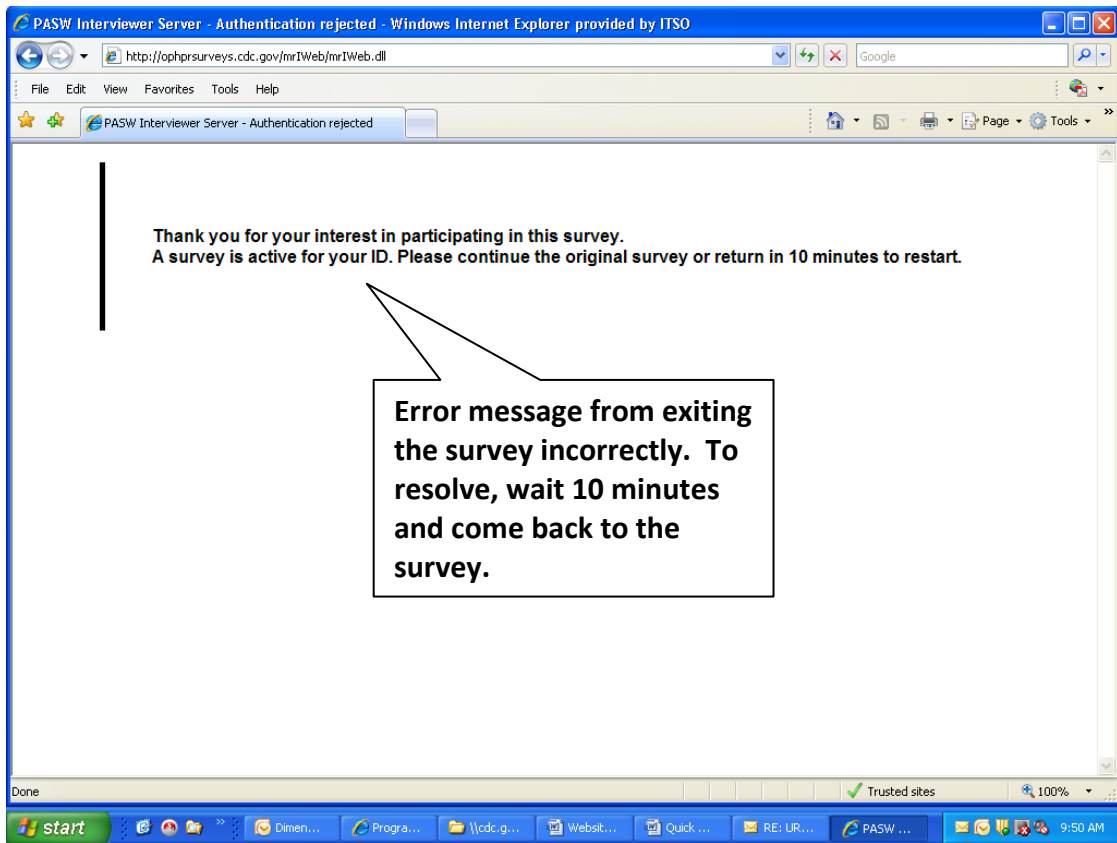 PASW Interviewer Server - Authentication rejected - Windows Internet Explorer provided by ITSO
http://ophprsurveys.cdc.gov/mrIWeb/mrIWeb.dll
Google
File Edit View Favorites Tools Help
PASW Interviewer Server - Authentication rejected
Page Tools
Thank you for your interest in participating in this survey.
A survey is active for your ID. Please continue the original survey or return in 10 minutes to restart.
Error message from exiting
the survey incorrectly. To
resolve, wait 10 minutes
and come back to the
survey.
Done Trusted sites 100%
start Dimen... Progra... \\cdc.g... Websit... Quick ... RE: UR... PASW ... 9:50 AM